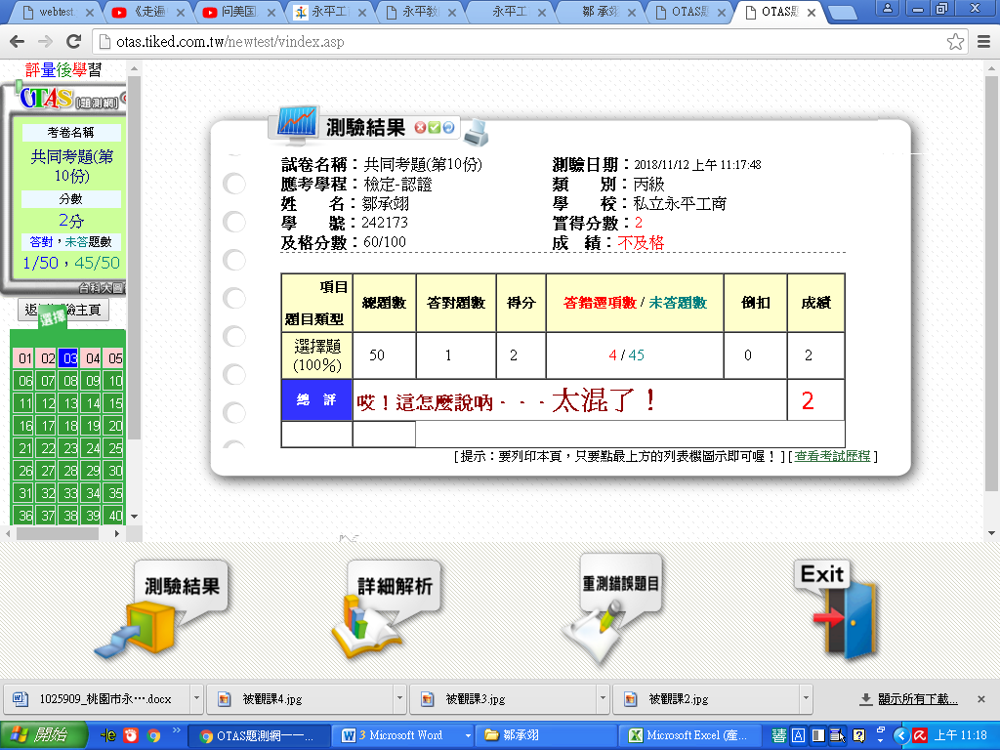 webtest
《走遍
問美國
永平工
永平教
永平工
鄒承翊
OTAS題
OTAS題
otas.tiked.com.tw/newtest/vindex.asp
評量後學習
OTAS [題測網]
考卷名稱
共同考題(第
10份)
分數
2分
答對，未答題數
1/50，45/50
台科大圖
選擇
01 02 03 04 05
06 07 08 09 10
11 12 13 14 15
16 17 18 19 20
21 22 23 24 25
26 27 28 29 30
31 32 33 34 35
36 37 38 39 40
測驗結果
試卷名稱：共同考題(第10份) 測驗日期：2018/11/12 上午 11:17:48
應考學程：檢定-認證 類 別：丙級
姓 名：鄒承翊 學 校：私立永平工商
學 號：242173 實得分數：2
及格分數：60/100 成 績：不及格
項目
題目類型 總題數 答對題數 得分 答錯選項數 / 未答題數 倒扣 成績
選擇題
(100%) 50 1 2 4 / 45 0 2
總 評 哎！這怎麼說吶‧‧‧太混了！ 2
[提示：要列印本頁，只要點最上方的列表機圖示即可喔！] [查看考試歷程]
測驗結果
詳細解析
重測錯誤題目
Exit
1025909_桃園市永⋯.docx
被觀課4.jpg
被觀課3.jpg
被觀課2.jpg
顯示所有下載...
開始
OTAS題測網——...
3 Microsoft Word
鄒承翊
Microsoft Excel (產...
上午 11:18